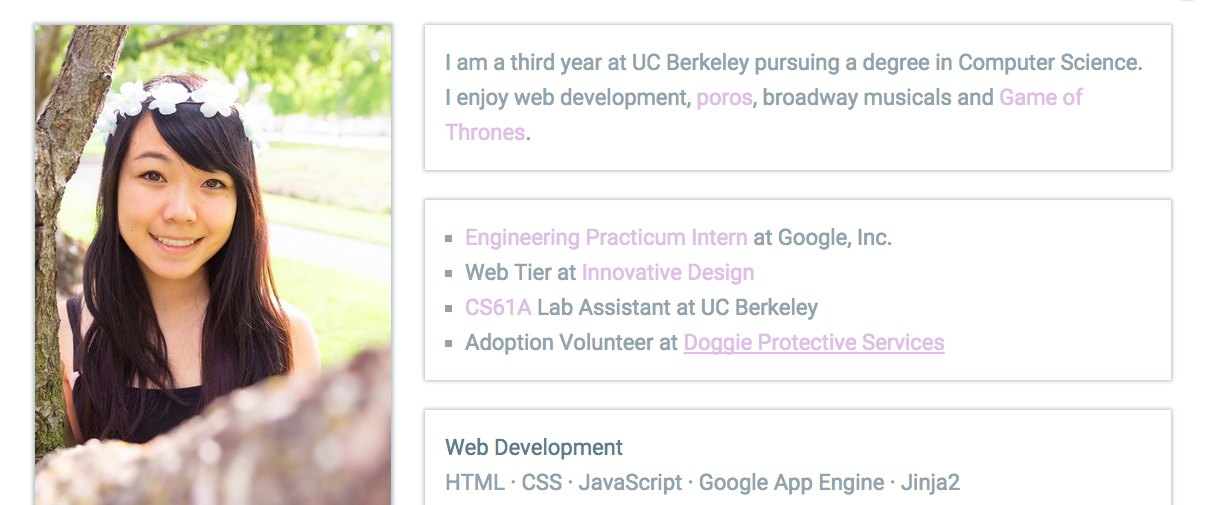 I am a third year at UC Berkeley pursuing a degree in Computer Science.
I enjoy web development, poros, broadway musicals and Game of
Thrones.
Engineering Practicum Intern at Google, Inc.
Web Tier at Innovative Design
CS61A Lab Assistant at UC Berkeley
Adoption Volunteer at Doggie Protective Services
Web Development
HTML · CSS · JavaScript · Google App Engine · Jinja2